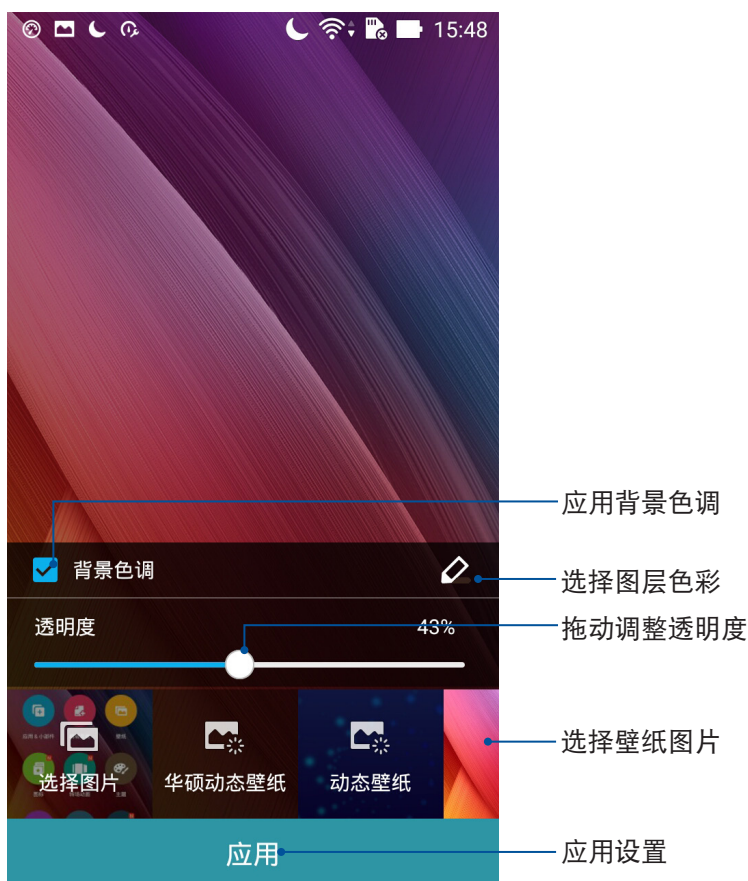 15:48
应用背景色调
背景色调
选择图层色彩
透明度 43%
拖动调整透明度
选择壁纸图片
选择图片 华硕动态壁纸 动态壁纸
应用 应用设置